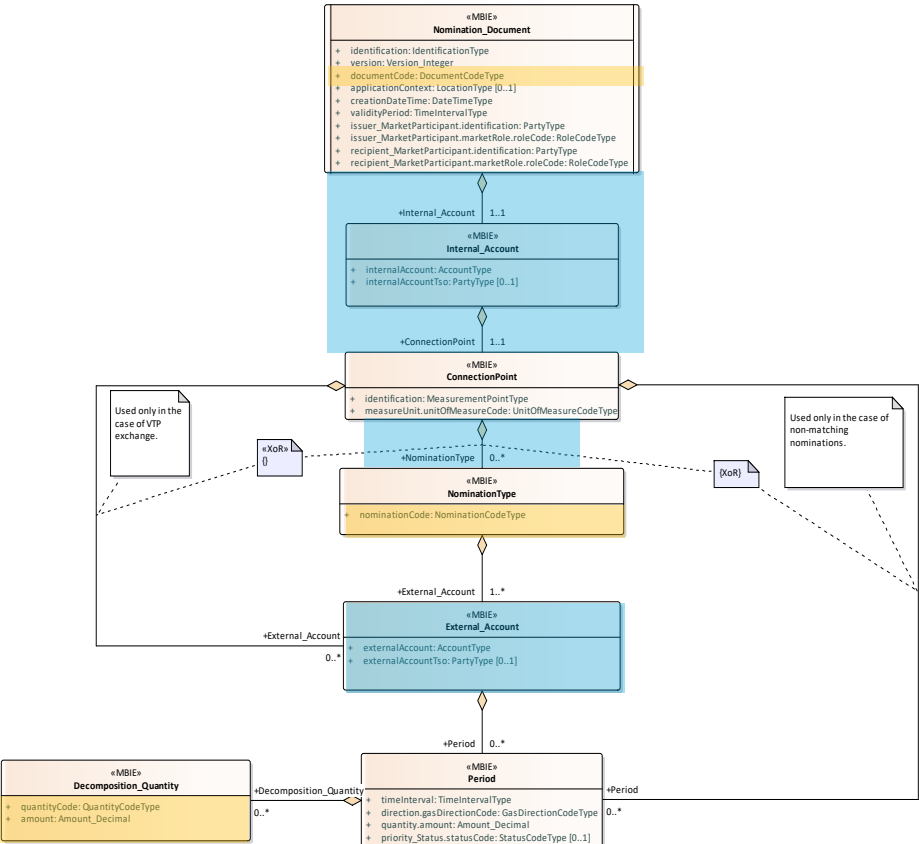 «MBIE»
Nomination_Document
+ identification: IdentificationType
+ version: Version_Integer
+ documentCode: DocumentCodeType
+ applicationContext: LocationType [0..1]
+ creationDateTime: DateTimeType
+ validityPeriod: TimeIntervalType
+ issuer_MarketParticipant.identification: PartyType
+ issuer_MarketParticipant.marketRole.roleCode: RoleCodeType
+ recipient_MarketParticipant.identification: PartyType
+ recipient_MarketParticipant.marketRole.roleCode: RoleCodeType
+Internal_Account 1..1
«MBIE»
Internal_Account
+ internalAccount: AccountType
+ internalAccountTso: PartyType [0..1]
+ConnectionPoint 1..1
«MBIE»
ConnectionPoint
+ identification: MeasurementPointType
+ measureUnit.unitOfMeasureCode: UnitOfMeasureCodeType
Used only in the
case of VTP
exchange.
«XoR»
{}
Used only in the case of
non-matching
nominations.
{XoR}
+NominationType 0..*
«MBIE»
NominationType
+ nominationCode: NominationCodeType
+External_Account 1..*
«MBIE»
External_Account
+ externalAccount: AccountType
+ externalAccountTso: PartyType [0..1]
+External_Account
0..*
+Period 0..*
«MBIE»
Decomposition_Quantity
+ quantityCode: QuantityCodeType
+ amount: Amount_Decimal
+Decomposition_Quantity
0..*
«MBIE»
Period
+ timeInterval: TimeIntervalType
+ direction.gasDirectionCode: GasDirectionCodeType
+ quantity.amount: Amount_Decimal
+ priority_Status.statusCode: StatusCodeType [0..1]
+Period
0..*